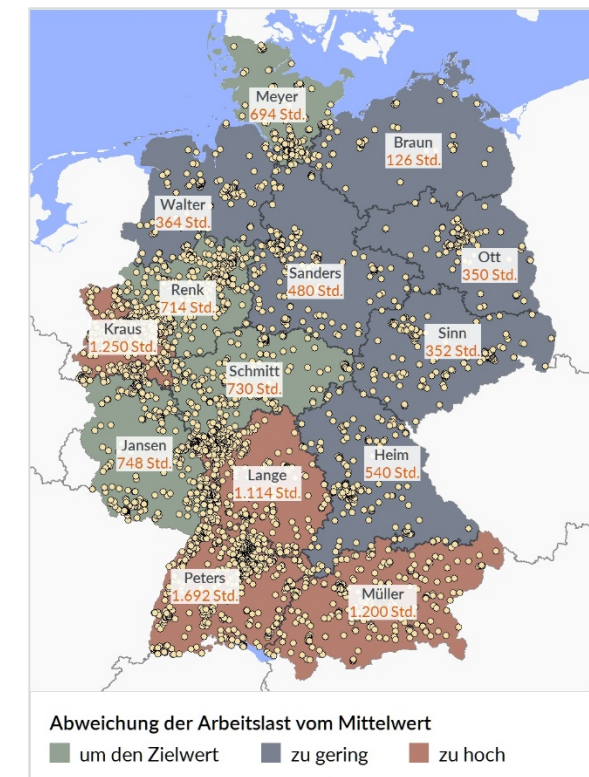 Meyer
694 Std.
Braun
126 Std.
Walter
364 Std.
Ott
350 Std.
Renk
714 Std.
Sanders
480 Std.
Kraus
1.250 Std.
Sinn
352 Std.
Schmitt
730 Std.
Jansen
748 Std.
Heim
540 Std.
Lange
1.114 Std.
Peters
1.692 Std.
Müller
1.200 Std.
Abweichung der Arbeitslast vom Mittelwert
um den Zielwert
zu gering
zu hoch